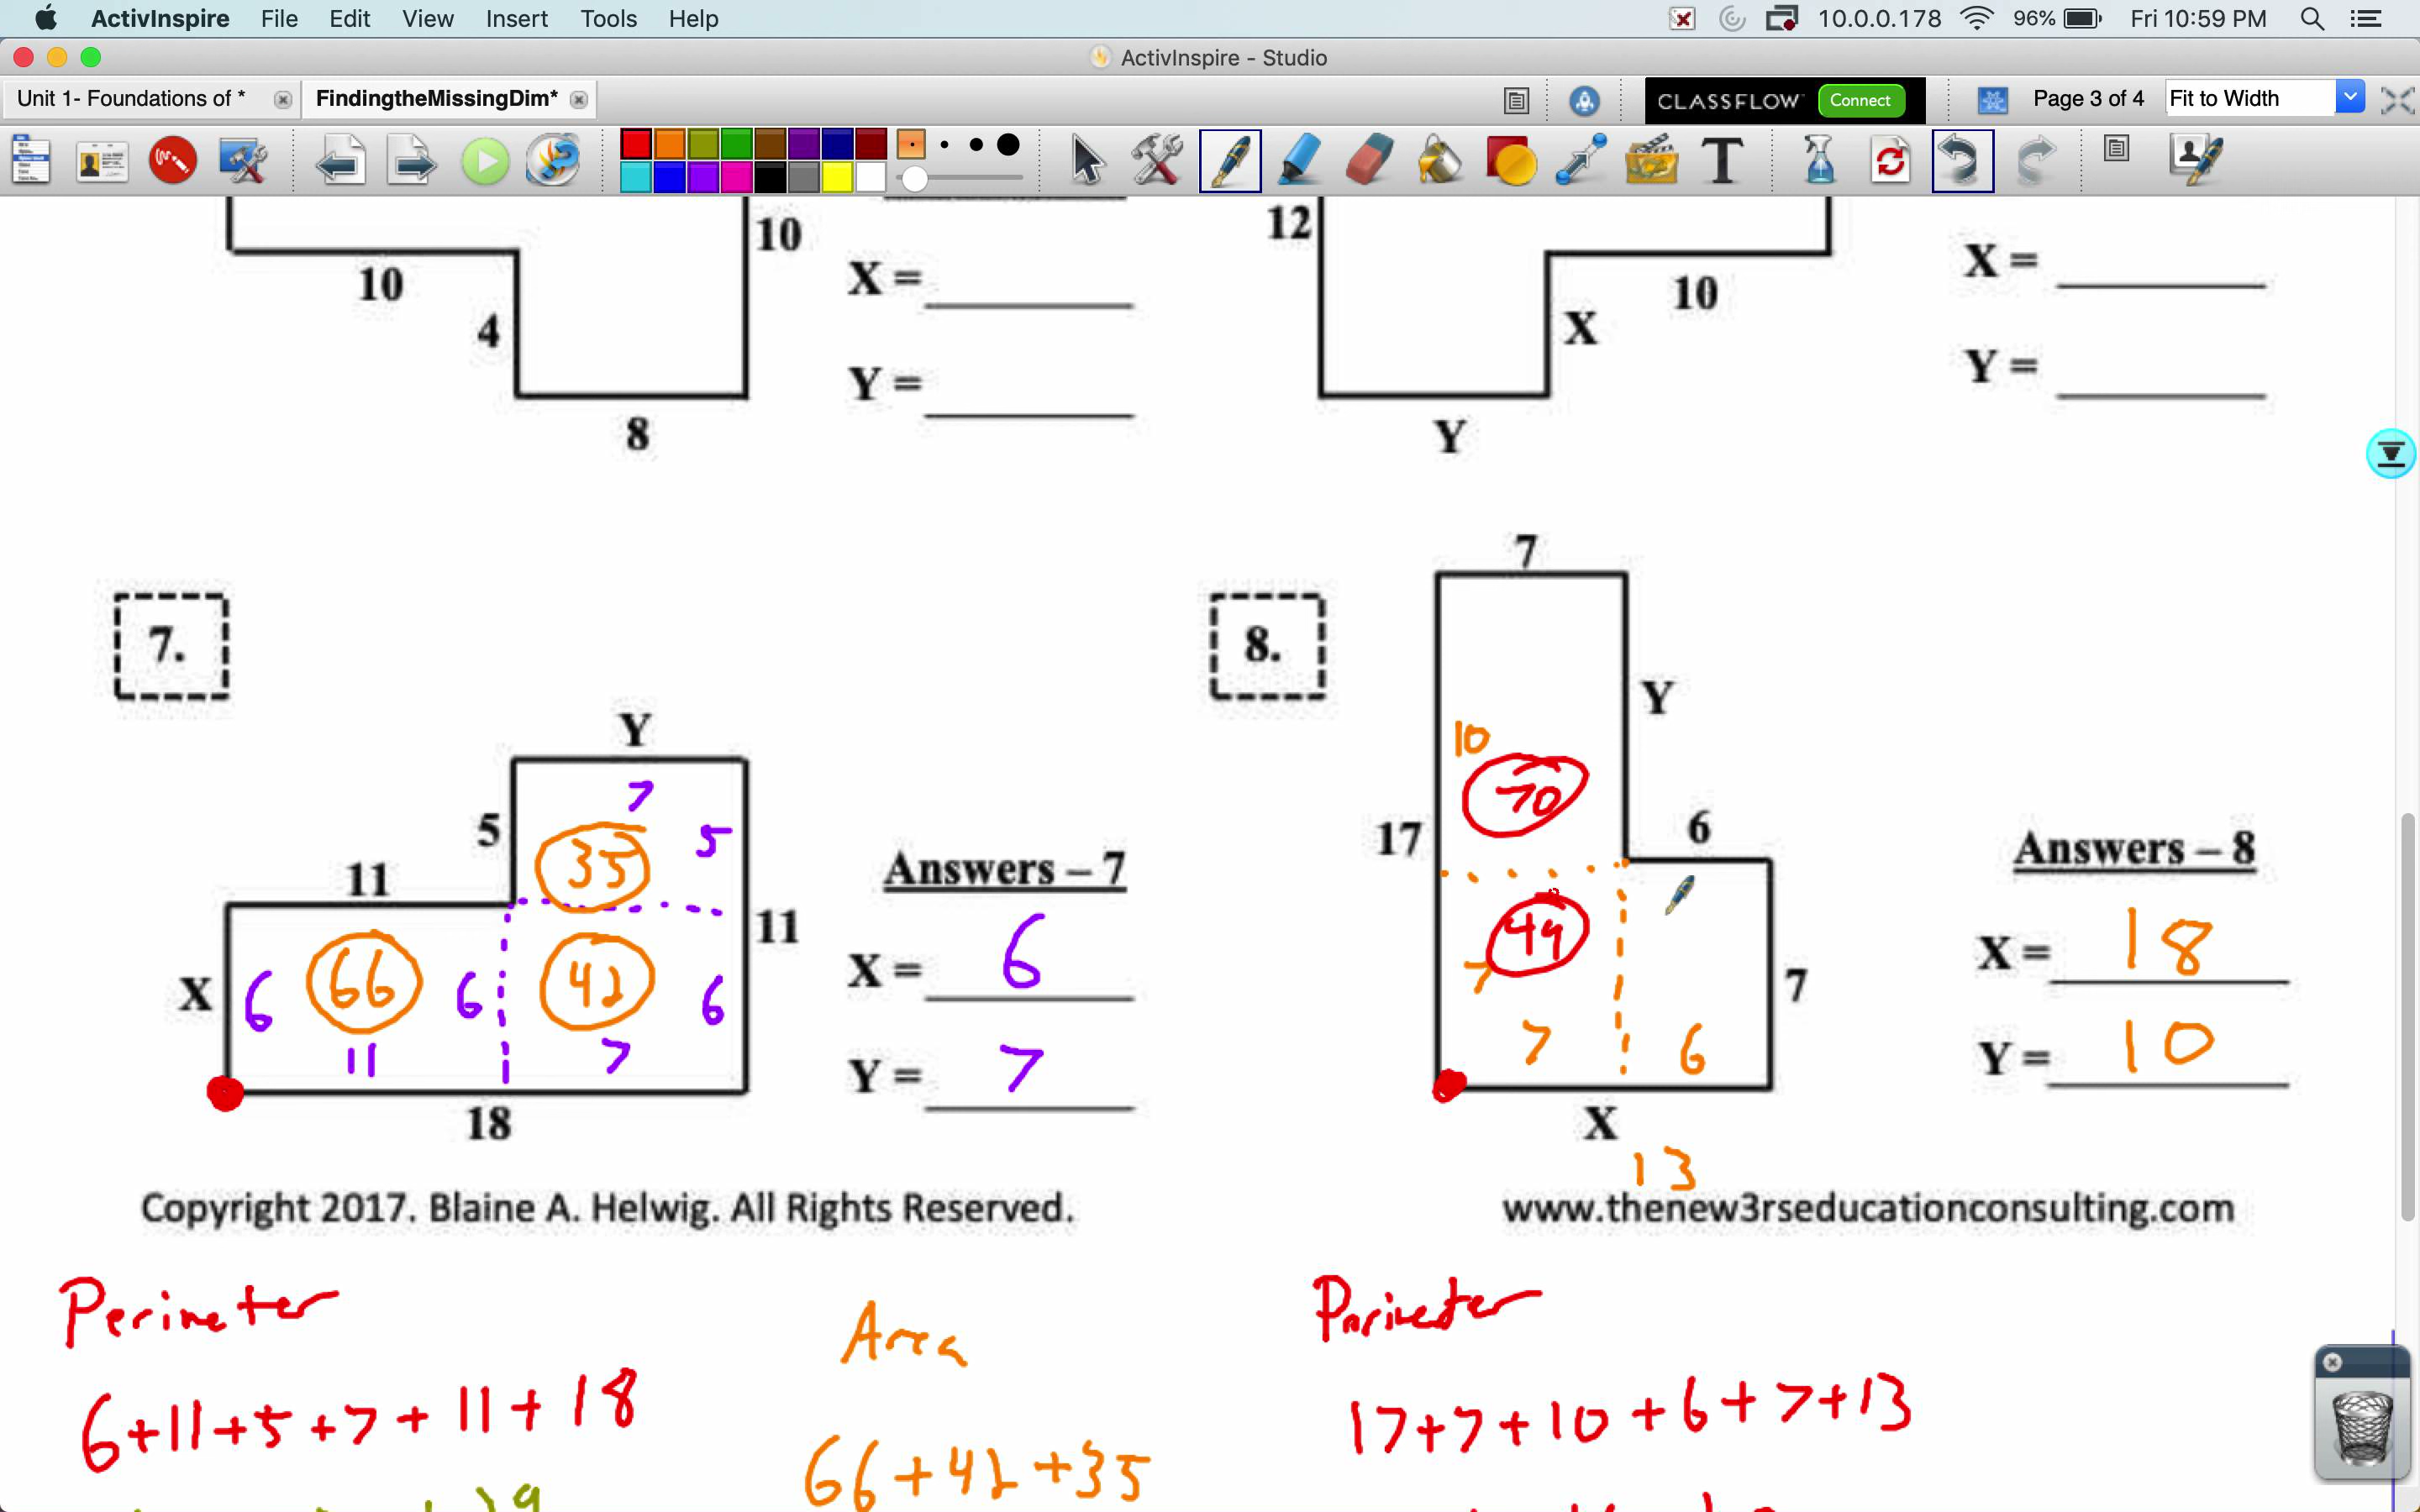 ActivInspire File Edit View Insert Tools Help 10.0.0.178 96% Fri 10:59 PM
ActivInspire - Studio
Unit 1- Foundations of * FindingtheMissingDim* CLASSFLOW Connect Page 3 of 4 Fit to Width
T
10
10
4
8
X =
Y =
12
10
X
Y
X =
Y =
7.
Y
7
5
35
5
11
11
X
6
66
6
42
6
11
7
18
Answers – 7
X = 6
Y = 7
8.
7
Y
10
70
17
6
49
7
7
7
6
X
13
Answers – 8
X = 18
Y = 10
Copyright 2017. Blaine A. Helwig. All Rights Reserved.
www.thenew3rseducationconsulting.com
Perimeter
6+11+5+7+11+18
Area
66+42+35
Perimeter
17+7+10+6+7+13